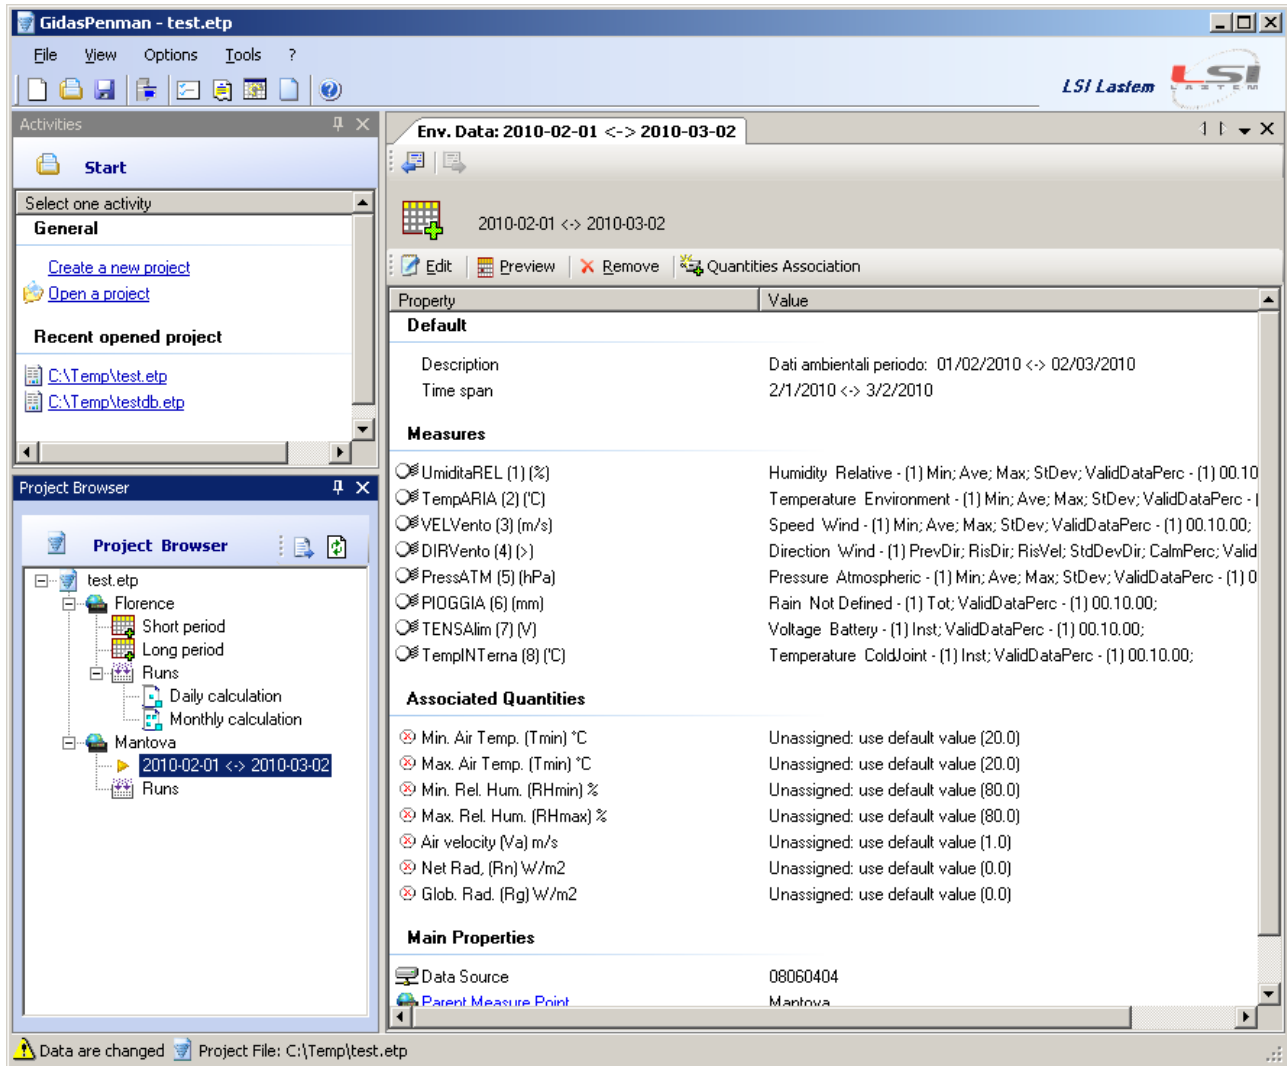 GidasPenman - test.etp
File View Options Tools ?
LSI Lastem
LSI
LASTEM
Activities
Start
Select one activity
General
Create a new project
Open a project
Recent opened project
C:\Temp\test.etp
C:\Temp\testdb.etp
Project Browser
Project Browser
test.etp
Florence
Short period
Long period
Runs
Daily calculation
Monthly calculation
Mantova
2010-02-01 <-> 2010-03-02
Runs
Env. Data: 2010-02-01 <-> 2010-03-02
2010-02-01 <-> 2010-03-02
Edit Preview Remove Quantities Association
Property Value
Default
Description Dati ambientali periodo: 01/02/2010 <-> 02/03/2010
Time span 2/1/2010 <-> 3/2/2010
Measures
UmiditaREL (1) (%) Humidity Relative - (1) Min; Ave; Max; StDev; ValidDataPerc - (1) 00.10
TempARIA (2) (°C) Temperature Environment - (1) Min; Ave; Max; StDev; ValidDataPerc - (
VELVento (3) (m/s) Speed Wind - (1) Min; Ave; Max; StDev; ValidDataPerc - (1) 00.10.00;
DIRVento (4) (>) Direction Wind - (1) PrevDir; RisDir; RisVel; StdDevDir; CalmPerc; Valid
PressATM (5) (hPa) Pressure Atmospheric - (1) Min; Ave; Max; StDev; ValidDataPerc - (1) 0
PIOGGIA (6) (mm) Rain Not Defined - (1) Tot; ValidDataPerc - (1) 00.10.00;
TENSAlim (7) (V) Voltage Battery - (1) Inst; ValidDataPerc - (1) 00.10.00;
TempINTerna (8) (°C) Temperature ColdJoint - (1) Inst; ValidDataPerc - (1) 00.10.00;
Associated Quantities
Min. Air Temp. (Tmin) °C Unassigned: use default value (20.0)
Max. Air Temp. (Tmin) °C Unassigned: use default value (20.0)
Min. Rel. Hum. (RHmin) % Unassigned: use default value (80.0)
Max. Rel. Hum. (RHmax) % Unassigned: use default value (80.0)
Air velocity (Va) m/s Unassigned: use default value (1.0)
Net Rad, (Rn) W/m2 Unassigned: use default value (0.0)
Glob. Rad. (Rg) W/m2 Unassigned: use default value (0.0)
Main Properties
Data Source 08060404
Parent Measure Point Mantova
Data are changed Project File: C:\Temp\test.etp